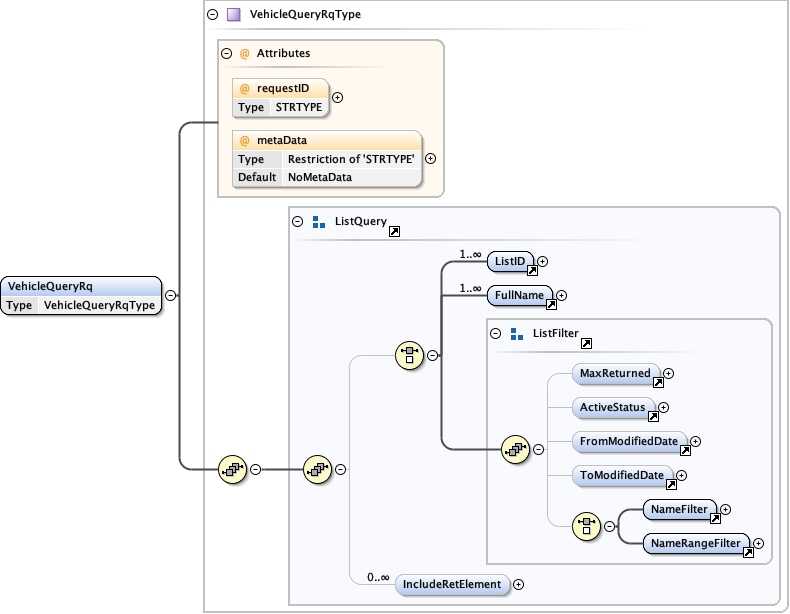 VehicleQueryRqType
@ Attributes
@ requestID
Type STRTYPE
@ metaData
Type Restriction of 'STRTYPE'
Default NoMetaData
ListQuery
1..∞
ListID
1..∞
FullName
VehicleQueryRq
Type VehicleQueryRqType
ListFilter
MaxReturned
ActiveStatus
FromModifiedDate
ToModifiedDate
NameFilter
NameRangeFilter
0..∞
IncludeRetElement